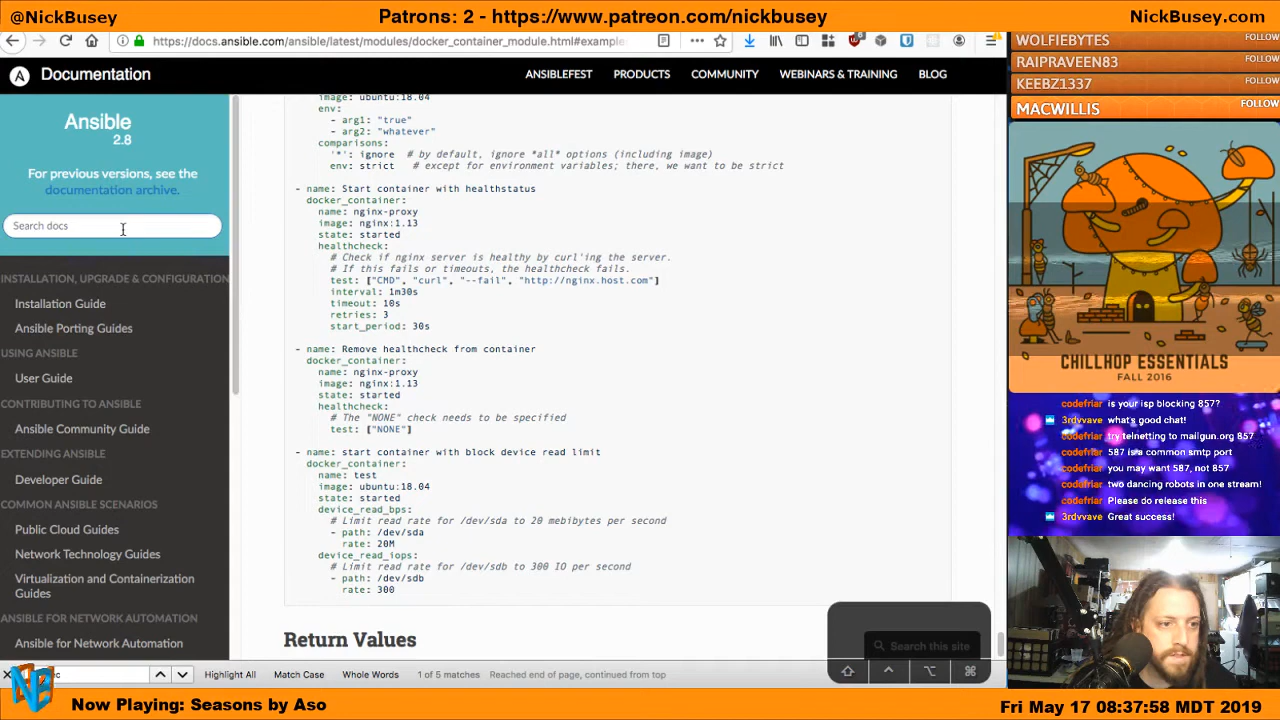 @NickBusey
Patrons: 2 - https://www.patreon.com/nickbusey
NickBusey.com
https://docs.ansible.com/ansible/latest/modules/docker_container_module.html#example
Documentation
ANSIBLEFEST
PRODUCTS
COMMUNITY
WEBINARS & TRAINING
BLOG
WOLFIEBYTES
FOLLOW
RAIPRAVEEN83
FOLLOW
KEEBZ1337
FOLLOW
MACWILLIS
FOLLOW
Ansible
2.8
For previous versions, see the
documentation archive.
Search docs
INSTALLATION, UPGRADE & CONFIGURATION
Installation Guide
Ansible Porting Guides
USING ANSIBLE
User Guide
CONTRIBUTING TO ANSIBLE
Ansible Community Guide
EXTENDING ANSIBLE
Developer Guide
COMMON ANSIBLE SCENARIOS
Public Cloud Guides
Network Technology Guides
Virtualization and Containerization
Guides
ANSIBLE FOR NETWORK AUTOMATION
Ansible for Network Automation
image: ubuntu:18.04
env:
- arg1: "true"
- arg2: "whatever"
comparisons:
'*': ignore # by default, ignore *all* options (including image)
env: strict # except for environment variables; there, we want to be strict
- name: Start container with healthstatus
docker_container:
name: nginx-proxy
image: nginx:1.13
state: started
healthcheck:
# Check if nginx server is healthy by curl'ing the server.
# If this fails or timeouts, the healthcheck fails.
test: ["CMD", "curl", "--fail", "http://nginx.host.com"]
interval: 1m30s
timeout: 10s
retries: 3
start_period: 30s
- name: Remove healthcheck from container
docker_container:
name: nginx-proxy
image: nginx:1.13
state: started
healthcheck:
# The "NONE" check needs to be specified
test: ["NONE"]
- name: start container with block device read limit
docker_container:
name: test
image: ubuntu:18.04
state: started
device_read_bps:
# Limit read rate for /dev/sda to 20 mebibytes per second
- path: /dev/sda
rate: 20M
device_read_iops:
# Limit read rate for /dev/sdb to 300 IO per second
- path: /dev/sdb
rate: 300
Return Values
Search this site
CHILLHOP ESSENTIALS
FALL 2016
codefriar is your isp blocking 857?
3rdvvave what's good chat!
codefriar try telnetting to mailgun.org 857
codefriar 587 is a common smtp port
codefriar you may want 587, not 857
codefriar two dancing robots in one stream!
codefriar Please do release this
3rdvvave Great success!
Highlight All
Match Case
Whole Words
1 of 5 matches
Reached end of page, continued from top
Now Playing: Seasons by Aso
Fri May 17 08:37:58 MDT 2019